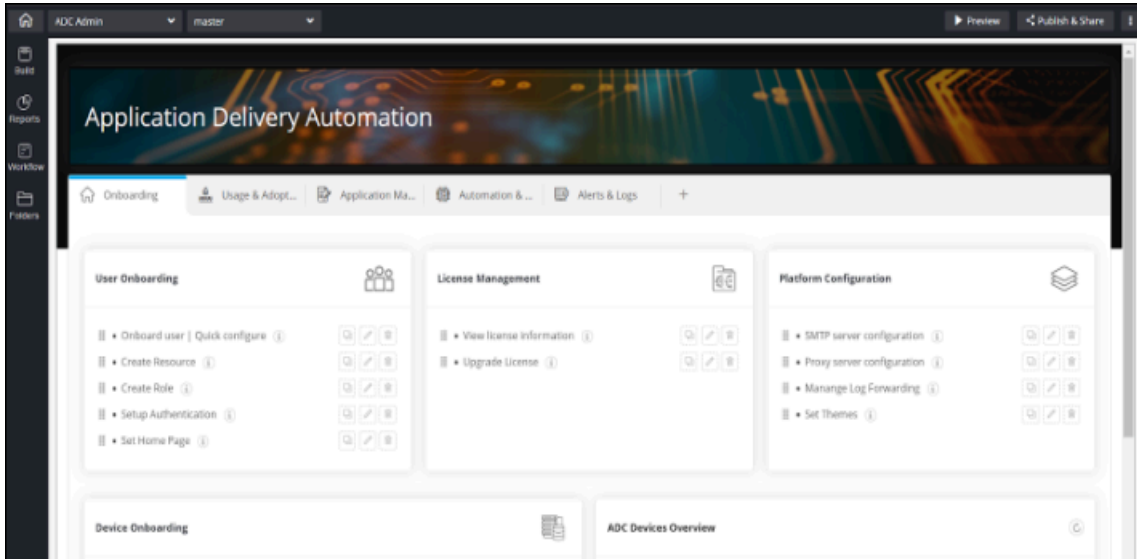 ADC Admin
master
Preview
Publish & Share
Build
Reports
Workflow
Folders
Application Delivery Automation
Onboarding
Usage & Adopt...
Application Ma...
Automation & ...
Alerts & Logs
+
User Onboarding
• Onboard user | Quick configure
• Create Resource
• Create Role
• Setup Authentication
• Set Home Page
License Management
• View license information
• Upgrade License
Platform Configuration
• SMTP server configuration
• Proxy server configuration
• Manange Log Forwarding
• Set Themes
Device Onboarding
ADC Devices Overview